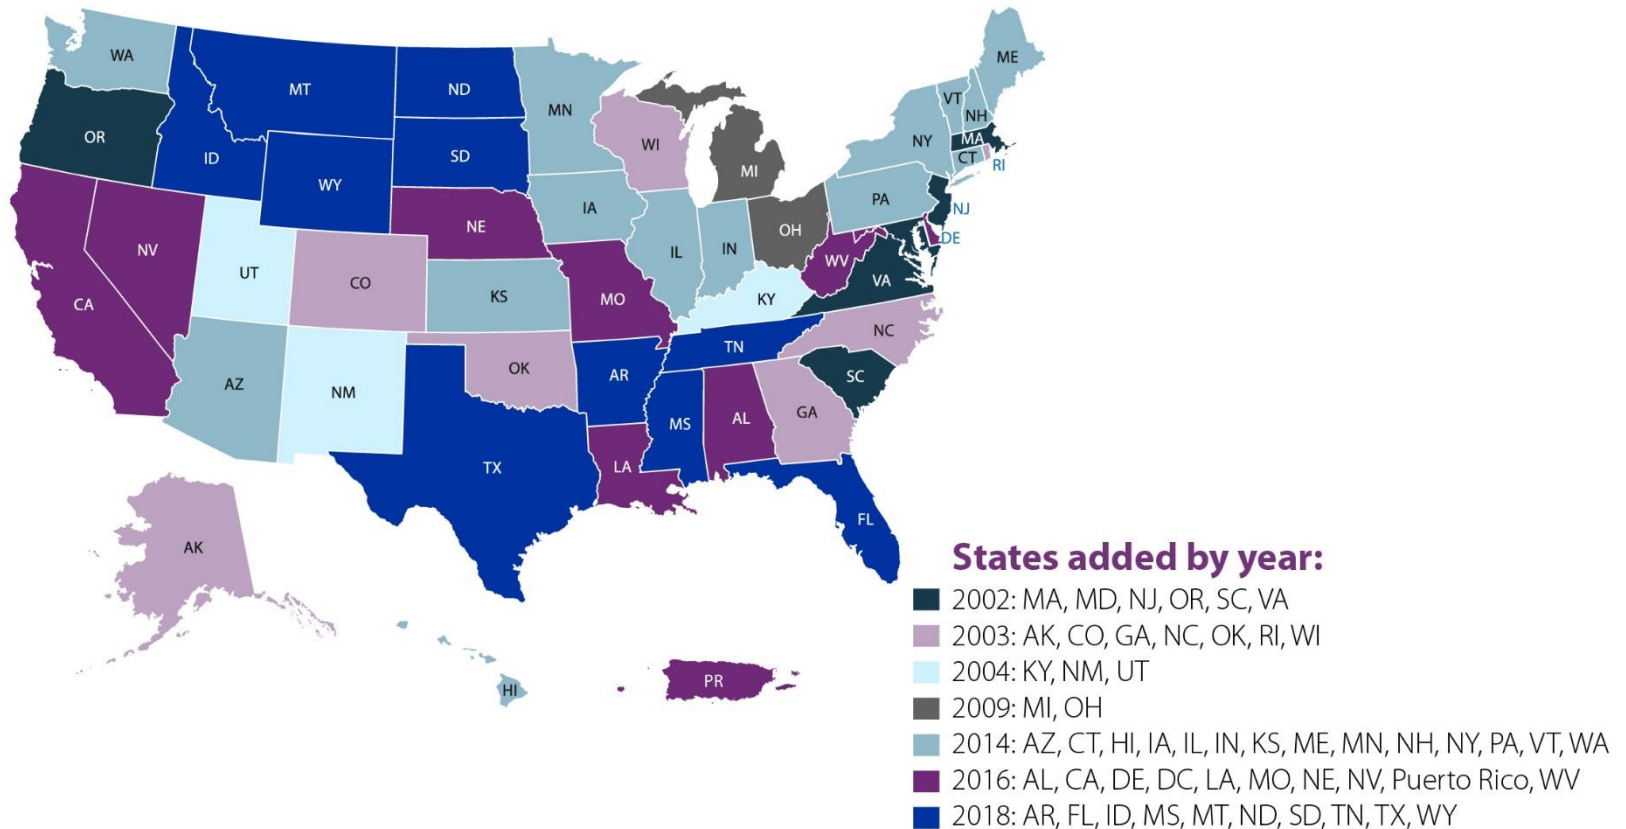 ME
WA
MT
ND
MN
VT
NH
OR
NY
MA
WI
ID
SD
CT
RI
MI
WY
PA
IA
NJ
NE
OH
DE
NV
IL
IN
WV
UT
CO
VA
KS
MO
KY
CA
NC
TN
OK
AR
SC
AZ
NM
GA
MS
AL
LA
TX
FL
AK
PR
HI
States added by year:
2002: MA, MD, NJ, OR, SC, VA
2003: AK, CO, GA, NC, OK, RI, WI
2004: KY, NM, UT
2009: MI, OH
2014: AZ, CT, HI, IA, IL, IN, KS, ME, MN, NH, NY, PA, VT, WA
2016: AL, CA, DE, DC, LA, MO, NE, NV, Puerto Rico, WV
2018: AR, FL, ID, MS, MT, ND, SD, TN, TX, WY